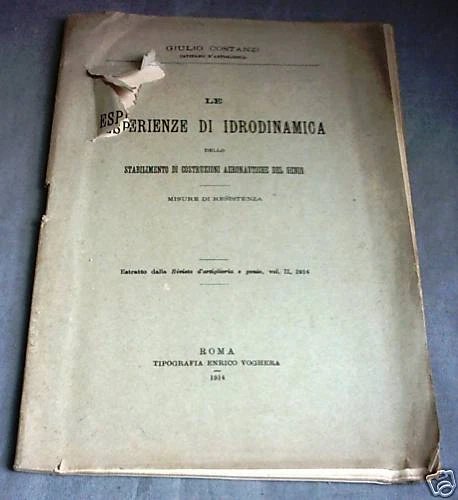 GIULIO COSTANZI
CAPITANO D'ARTIGLIERIA
LE
ESPERIENZE DI IDRODINAMICA
DELLO
STABILIMENTO DI COSTRUZIONI AERONAUTICHE DEL GENIO
MISURE DI RESISTENZA
Estratto dalla Rivista d'artiglieria e genio, vol. II, 1914
ROMA
TIPOGRAFIA ENRICO VOGHERA
1914